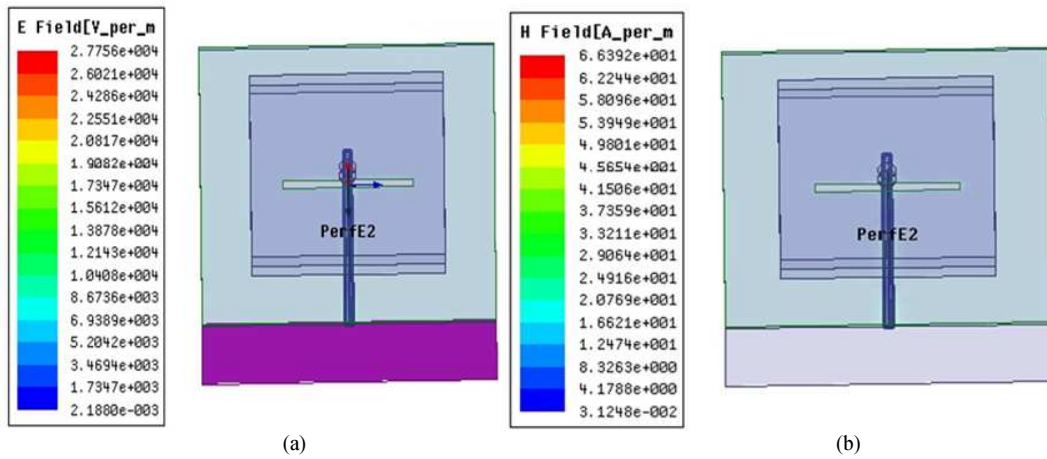 E Field[V_per_m
2.7756e+004
2.6021e+004
2.4286e+004
2.2551e+004
2.0817e+004
1.9082e+004
1.7347e+004
1.5612e+004
1.3878e+004
1.2143e+004
1.0408e+004
8.6736e+003
6.9389e+003
5.2042e+003
3.4694e+003
1.7347e+003
2.1880e-003
PerfE2
(a)
H Field[A_per_m
6.6392e+001
6.2244e+001
5.8096e+001
5.3949e+001
4.9801e+001
4.5654e+001
4.1506e+001
3.7359e+001
3.3211e+001
2.9064e+001
2.4916e+001
2.0769e+001
1.6621e+001
1.2474e+001
8.3263e+000
4.1788e+000
3.1248e-002
PerfE2
(b)